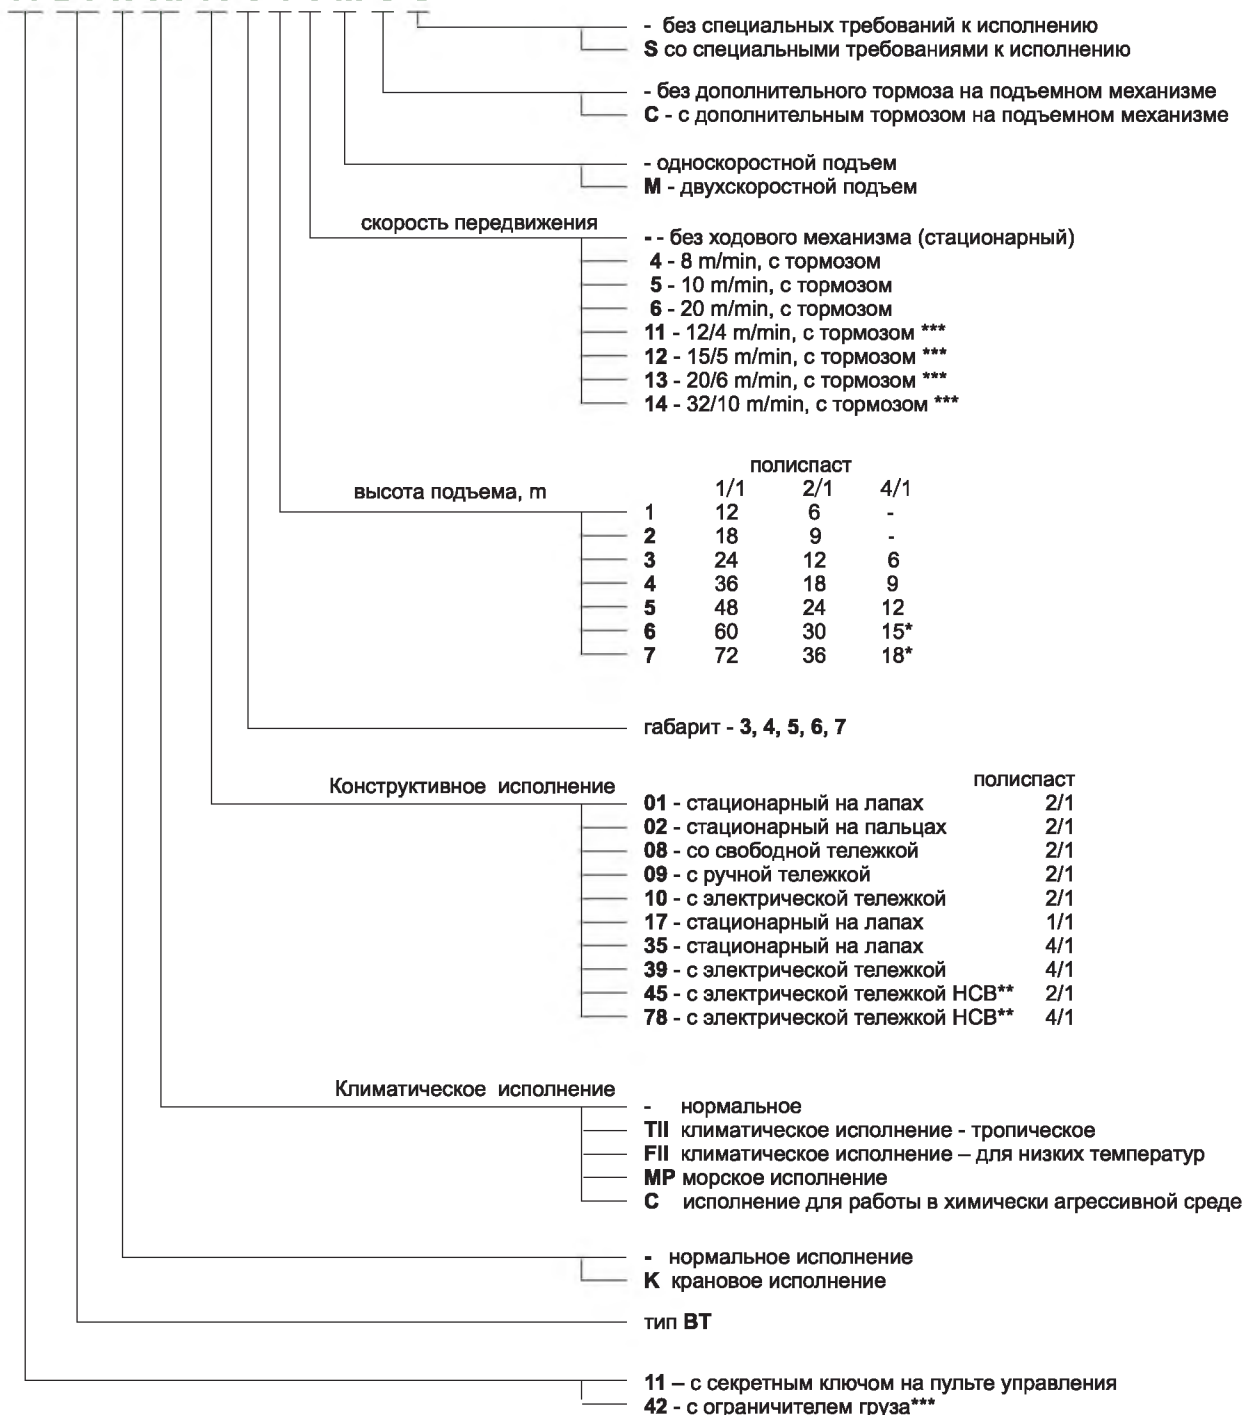 - без специальных требований к исполнению
S со специальными требованиями к исполнению
- без дополнительного тормоза на подъемном механизме
С - с дополнительным тормозом на подъемном механизме
- односкоростной подъем
М - двухскоростной подъем
скорость передвижения
- - без ходового механизма (стационарный)
4 - 8 m/min, с тормозом
5 - 10 m/min, с тормозом
6 - 20 m/min, с тормозом
11 - 12/4 m/min, с тормозом ***
12 - 15/5 m/min, с тормозом ***
13 - 20/6 m/min, с тормозом ***
14 - 32/10 m/min, с тормозом ***
полиспаст
высота подъема, m 1/1 2/1 4/1
1 12 6 -
2 18 9 -
3 24 12 6
4 36 18 9
5 48 24 12
6 60 30 15*
7 72 36 18*
габарит - 3, 4, 5, 6, 7
Конструктивное исполнение полиспаст
01 - стационарный на лапах 2/1
02 - стационарный на пальцах 2/1
08 - со свободной тележкой 2/1
09 - с ручной тележкой 2/1
10 - с электрической тележкой 2/1
17 - стационарный на лапах 1/1
35 - стационарный на лапах 4/1
39 - с электрической тележкой 4/1
45 - с электрической тележкой НСВ** 2/1
78 - с электрической тележкой НСВ** 4/1
Климатическое исполнение
- нормальное
TII климатическое исполнение - тропическое
FII климатическое исполнение – для низких температур
МР морское исполнение
С исполнение для работы в химически агрессивной среде
- нормальное исполнение
К крановое исполнение
тип ВТ
11 – с секретным ключом на пульте управления
42 - с ограничителем груза***